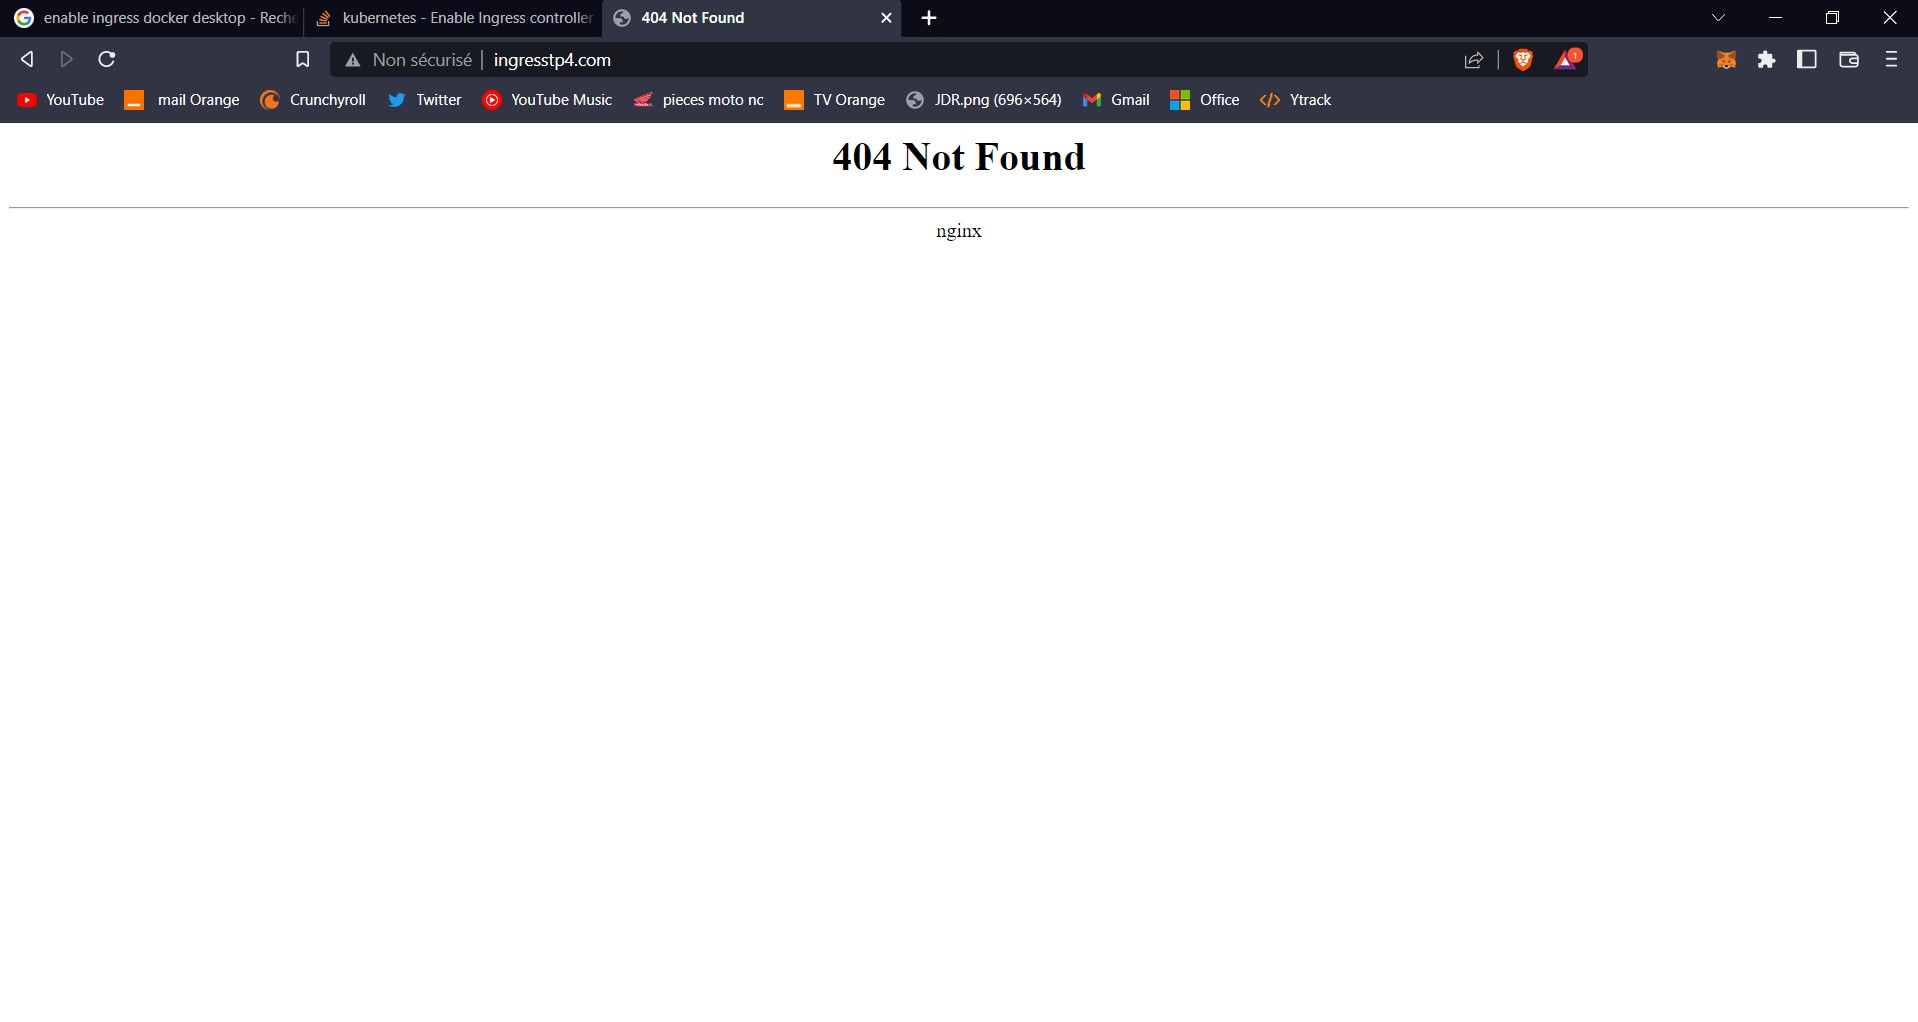 enable ingress docker desktop - Reche
kubernetes - Enable Ingress controller
404 Not Found
Non sécurisé
ingresstp4.com
1
YouTube
mail Orange
Crunchyroll
Twitter
YouTube Music
pieces moto nc
TV Orange
JDR.png (696×564)
Gmail
Office
Ytrack
404 Not Found
nginx